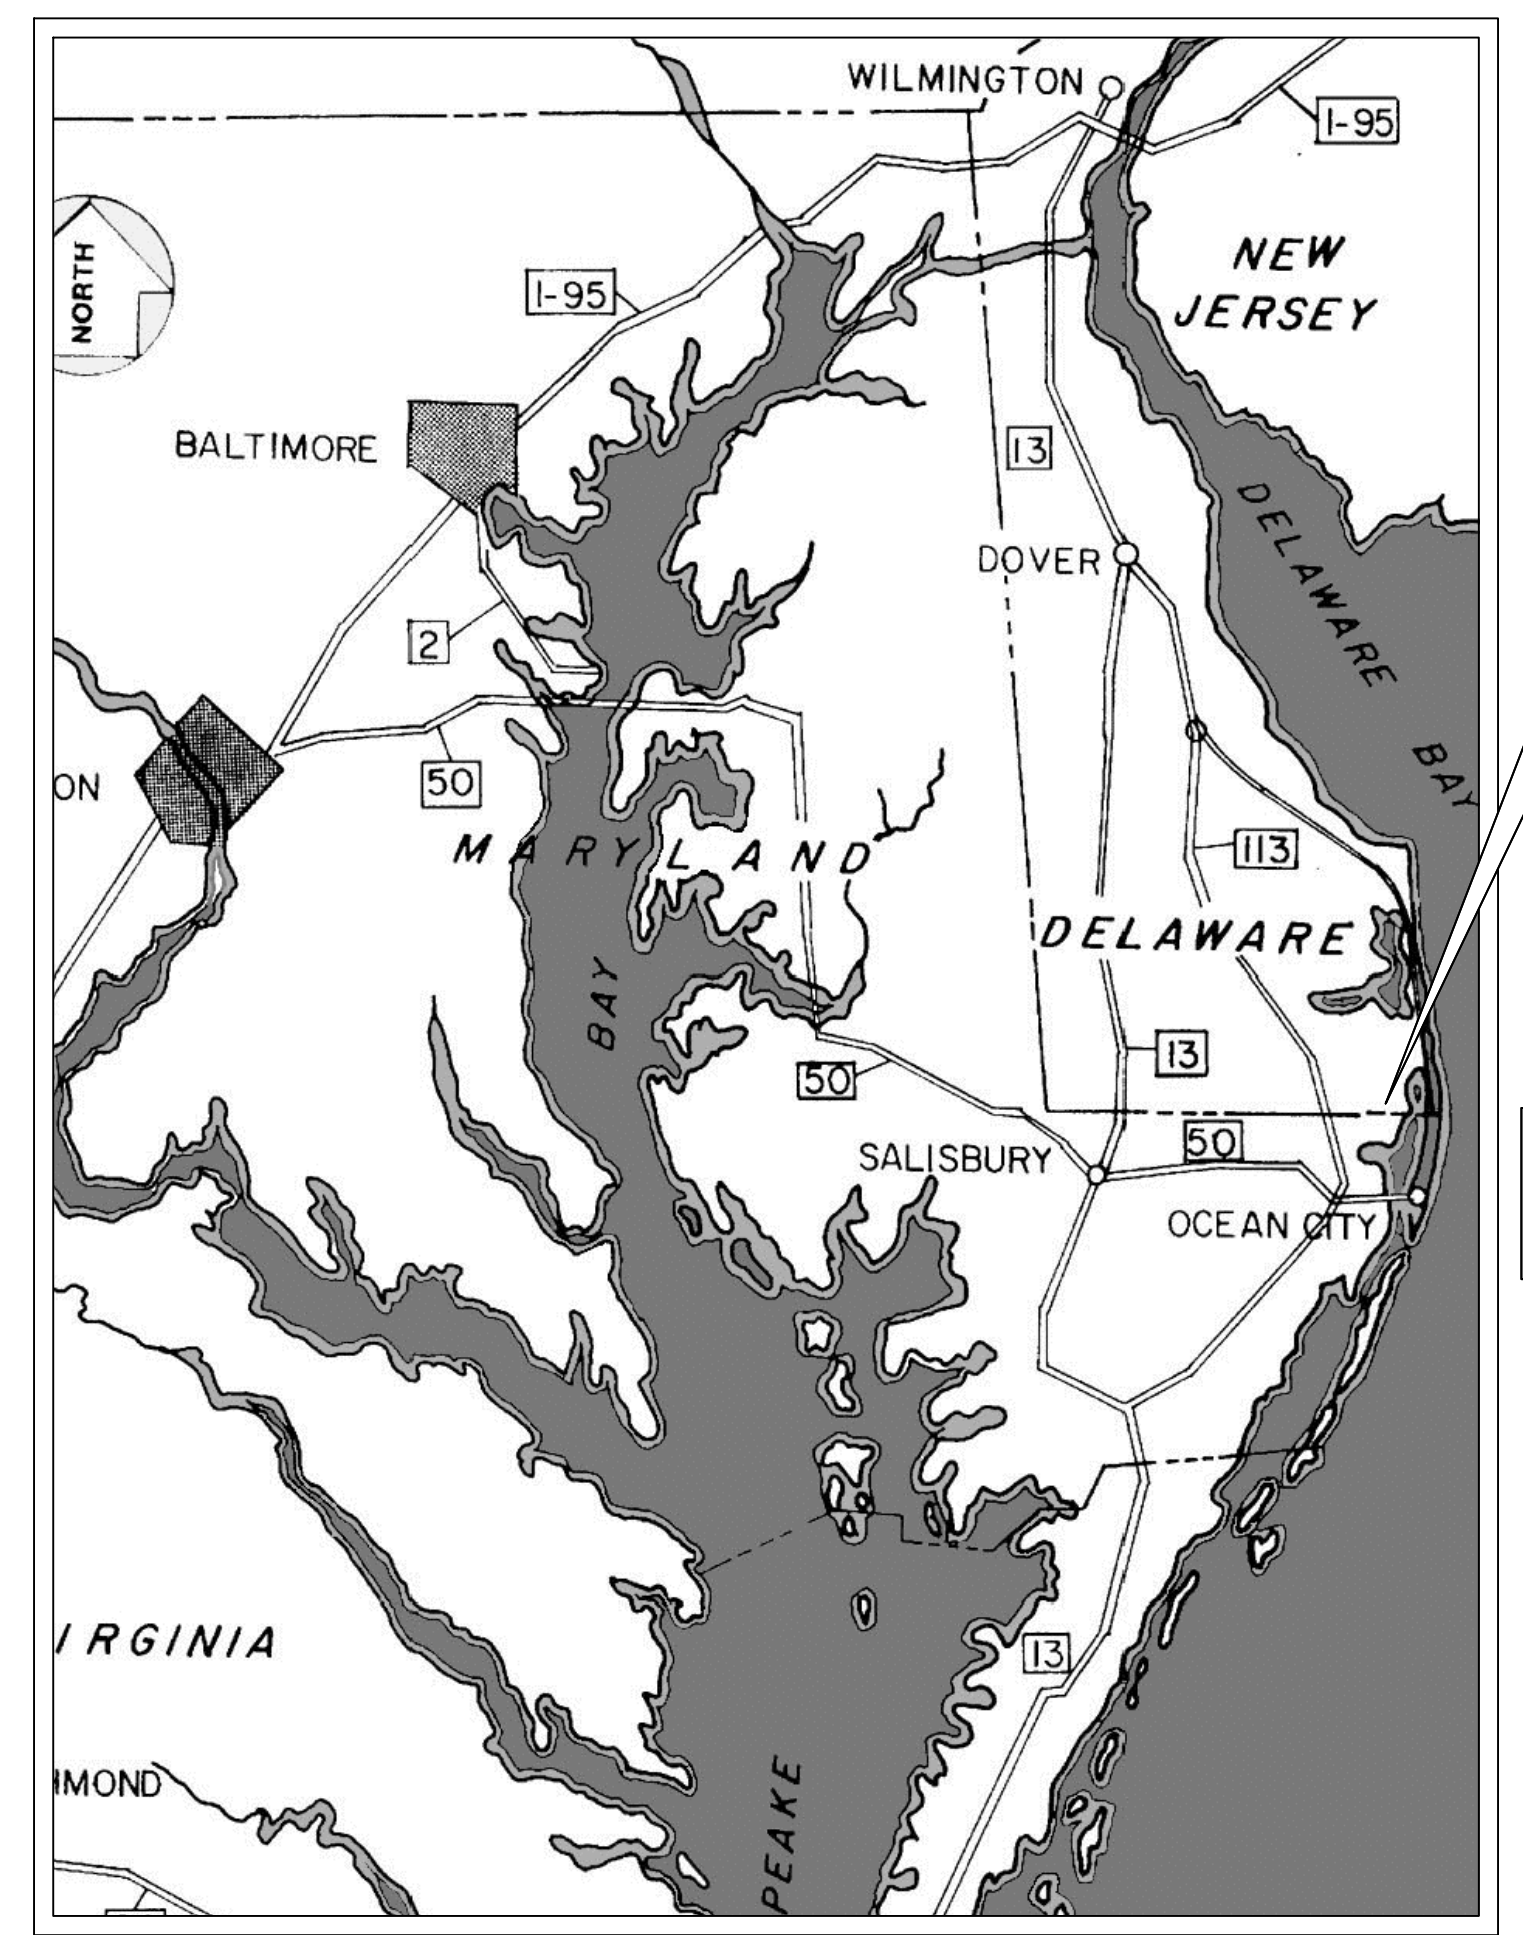 WILMINGTON
I-95
NORTH
NEW
JERSEY
I-95
BALTIMORE
13
DELAWARE
BAY
DOVER
2
50
ON
MARYLAND
113
DELAWARE
BAY
13
50
50
SALISBURY
OCEAN CITY
IRGINIA
13
HMOND
PEAKE